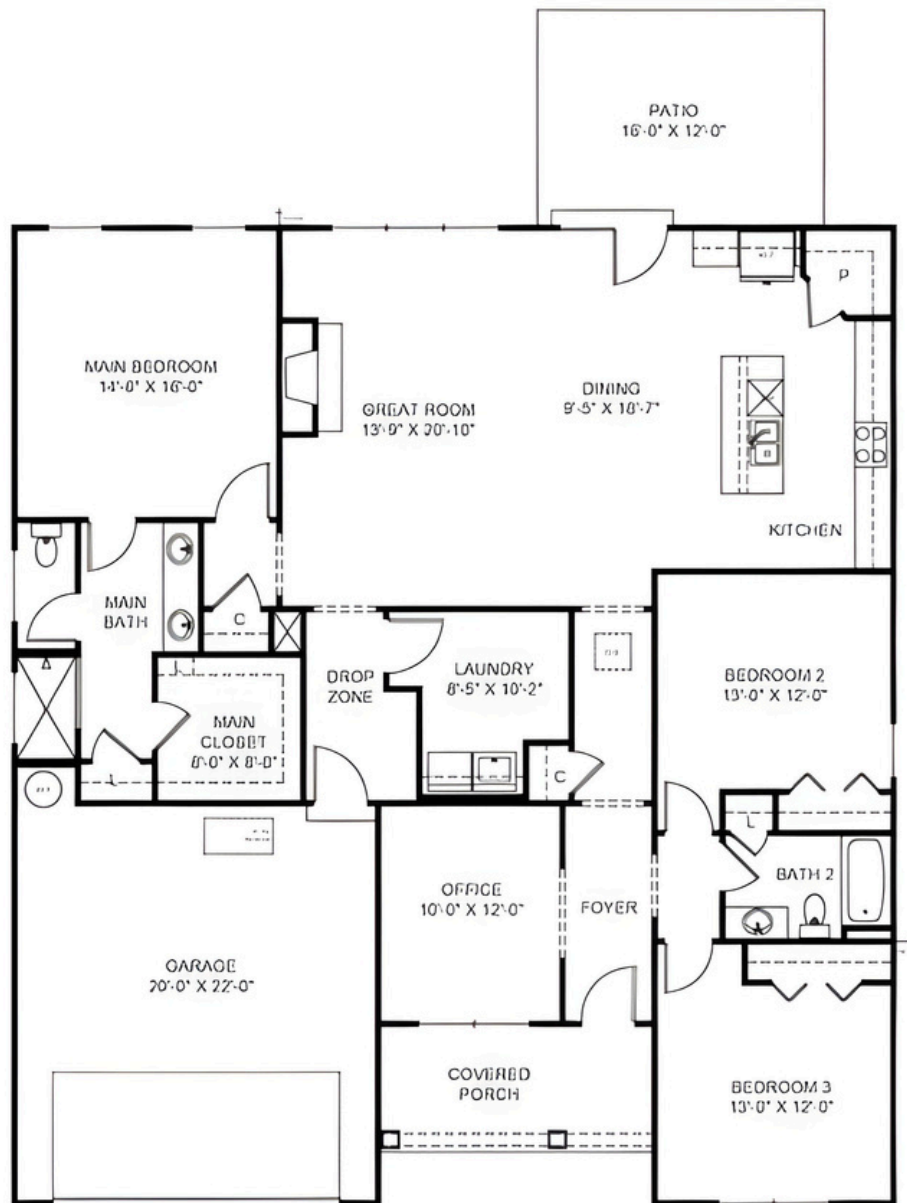 PATIO
16'-0" X 12'-0"
P
MAIN BEDROOM
14'-0" X 16'-0"
GREAT ROOM
13'-9" X 20'-10"
DINING
9'-5" X 18'-7"
KITCHEN
MAIN
BATH
C
DROP
ZONE
LAUNDRY
8'-5" X 10'-2"
BEDROOM 2
13'-0" X 12'-0"
MAIN
CLOSET
8'-0" X 8'-0"
L
C
L
BATH 2
OFFICE
10'-0" X 12'-0"
FOYER
GARAGE
20'-0" X 22'-0"
COVERED
PORCH
BEDROOM 3
13'-0" X 12'-0"